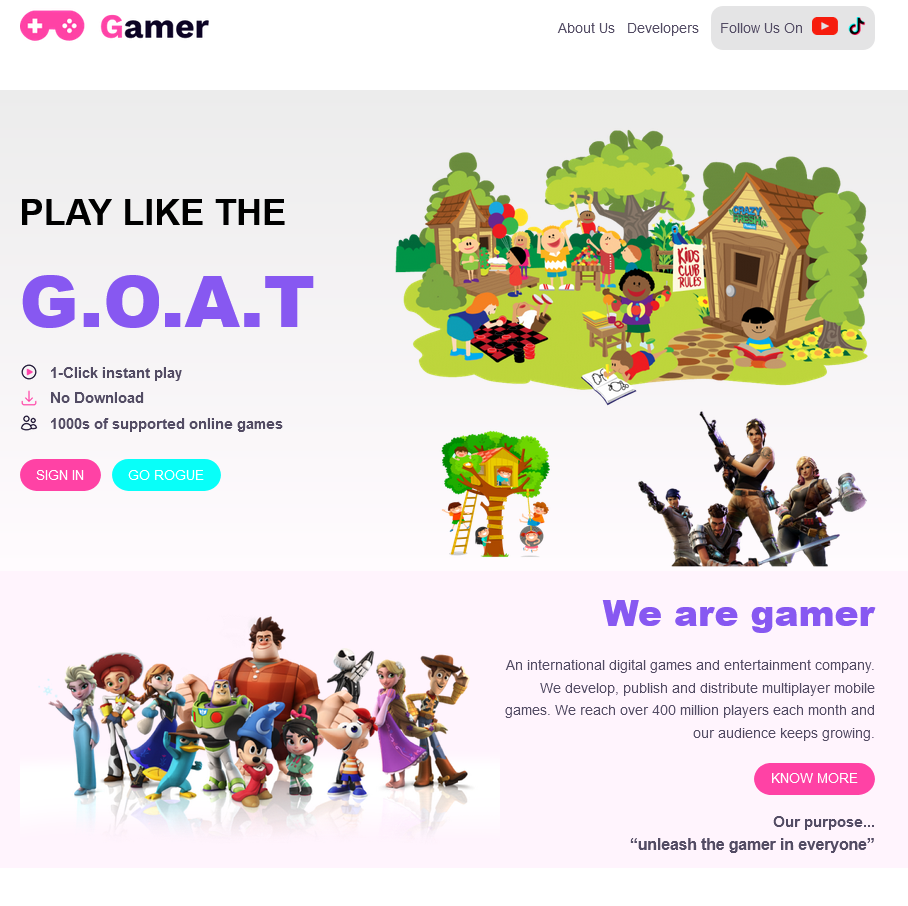 Gamer
About Us Developers Follow Us On
PLAY LIKE THE
G.O.A.T
1-Click instant play
No Download
1000s of supported online games
SIGN IN GO ROGUE
KIDS
CLUB
RULES
We are gamer
An international digital games and entertainment company.
We develop, publish and distribute multiplayer mobile
games. We reach over 400 million players each month and
our audience keeps growing.
KNOW MORE
Our purpose...
“unleash the gamer in everyone”